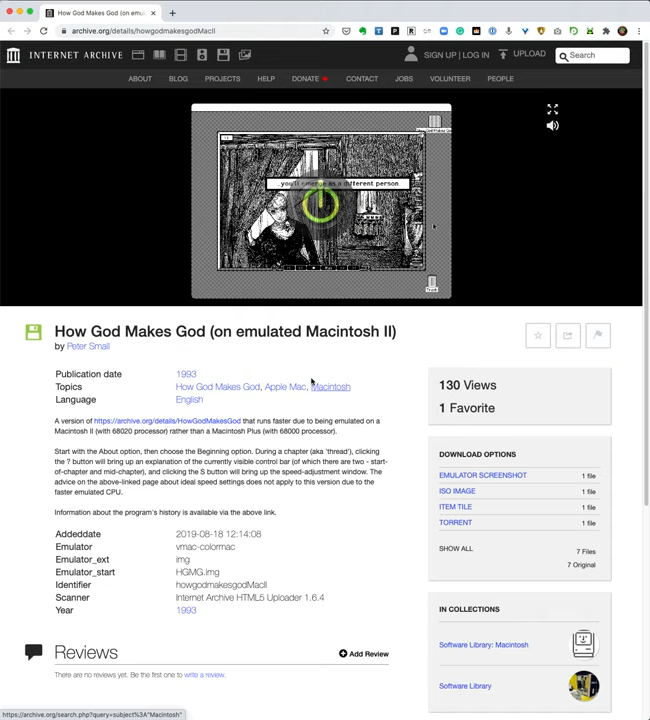 How God Makes God (on emul
archive.org/details/howgodmakesgodMacII
INTERNET ARCHIVE
SIGN UP | LOG IN
UPLOAD
Search
ABOUT BLOG PROJECTS HELP DONATE CONTACT JOBS VOLUNTEER PEOPLE
...you'll emerge as a different person.
How God Makes God (on emulated Macintosh II)
by Peter Small
Publication date 1993
Topics How God Makes God, Apple Mac, Macintosh
Language English
A version of https://archive.org/details/HowGodMakesGod that runs faster due to being emulated on a
Macintosh II (with 68020 processor) rather than a Macintosh Plus (with 68000 processor).
Start with the About option, then choose the Beginning option. During a chapter (aka 'thread'), clicking
the ? button will bring up an explanation of the currently visible control bar (of which there are two - start-
of-chapter and mid-chapter), and clicking the S button will bring up the speed-adjustment window. The
advice on the above-linked page about ideal speed settings does not apply to this version due to the
faster emulated CPU.
Information about the program's history is available via the above link.
Addeddate 2019-08-18 12:14:08
Emulator vmac-colormac
Emulator_ext img
Emulator_start HGMG.img
Identifier howgodmakesgodMacII
Scanner Internet Archive HTML5 Uploader 1.6.4
Year 1993
Reviews
Add Review
There are no reviews yet. Be the first one to write a review.
130 Views
1 Favorite
DOWNLOAD OPTIONS
EMULATOR SCREENSHOT 1 file
ISO IMAGE 1 file
ITEM TILE 1 file
TORRENT 1 file
SHOW ALL 7 Files
7 Original
IN COLLECTIONS
Software Library: Macintosh
Software Library
https://archive.org/search.php?query=subject%3A"Macintosh"